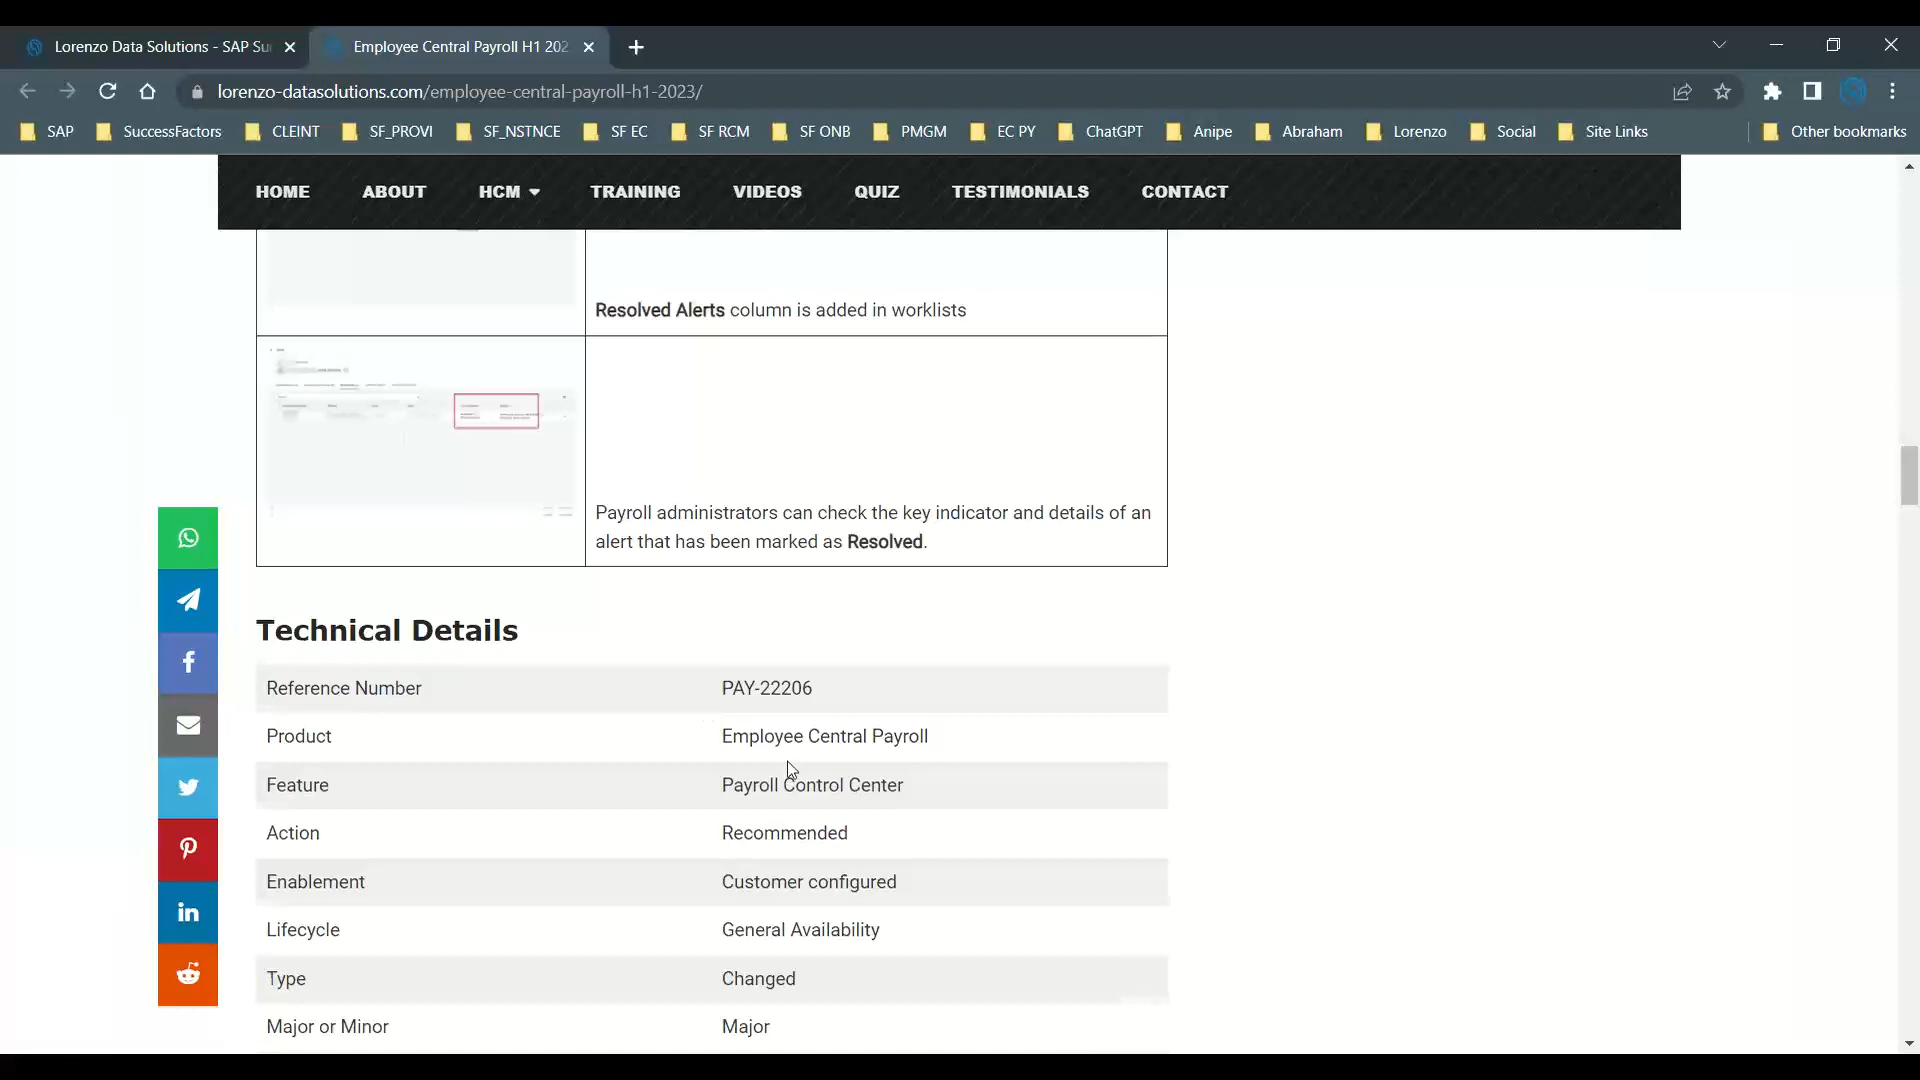 Lorenzo Data Solutions - SAP Su
Employee Central Payroll H1 202
lorenzo-datasolutions.com/employee-central-payroll-h1-2023/
SAP
SuccessFactors
CLEINT
SF_PROVI
SF_NSTNCE
SF EC
SF RCM
SF ONB
PMGM
EC PY
ChatGPT
Anipe
Abraham
Lorenzo
Social
Site Links
Other bookmarks
HOME
ABOUT
HCM
TRAINING
VIDEOS
QUIZ
TESTIMONIALS
CONTACT
Resolved Alerts column is added in worklists
Payroll administrators can check the key indicator and details of an
alert that has been marked as Resolved.
Technical Details
Reference Number PAY-22206
Product Employee Central Payroll
Feature Payroll Control Center
Action Recommended
Enablement Customer configured
Lifecycle General Availability
Type Changed
Major or Minor Major